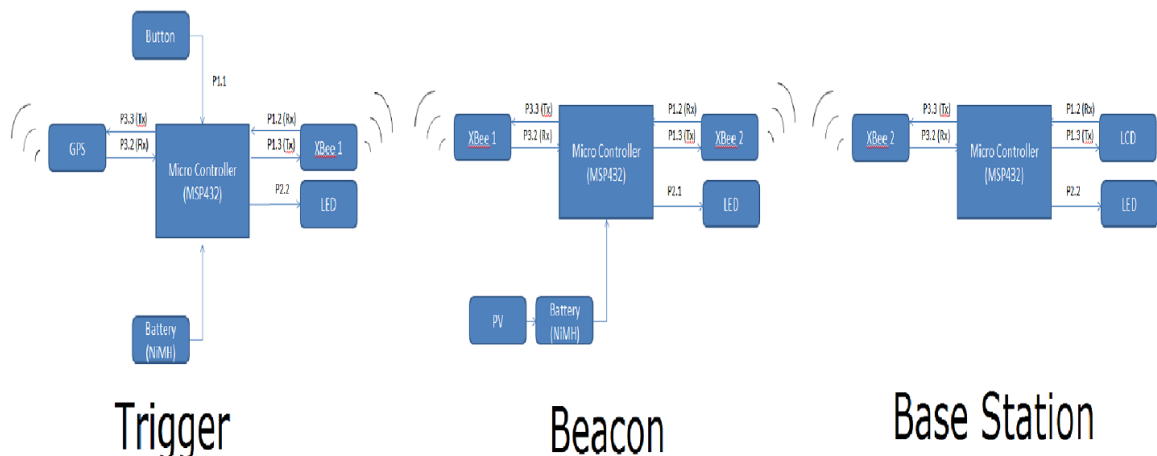 Button
P1.1
P3.3 (Tx)
P3.2 (Rx)
GPS
Micro Controller
(MSP432)
P1.2 (Rx)
P1.3 (Tx)
XBee 1
P2.2
LED
Battery
(NiMH)
Trigger
P3.3 (Tx)
P3.2 (Rx)
XBee 1
Micro Controller
(MSP432)
P1.2 (Rx)
P1.3 (Tx)
XBee 2
P2.1
LED
PV
Battery
(NiMH)
Beacon
P3.3 (Tx)
P3.2 (Rx)
XBee 2
Micro Controller
(MSP432)
P1.2 (Rx)
P1.3 (Tx)
LCD
P2.2
LED
Base Station